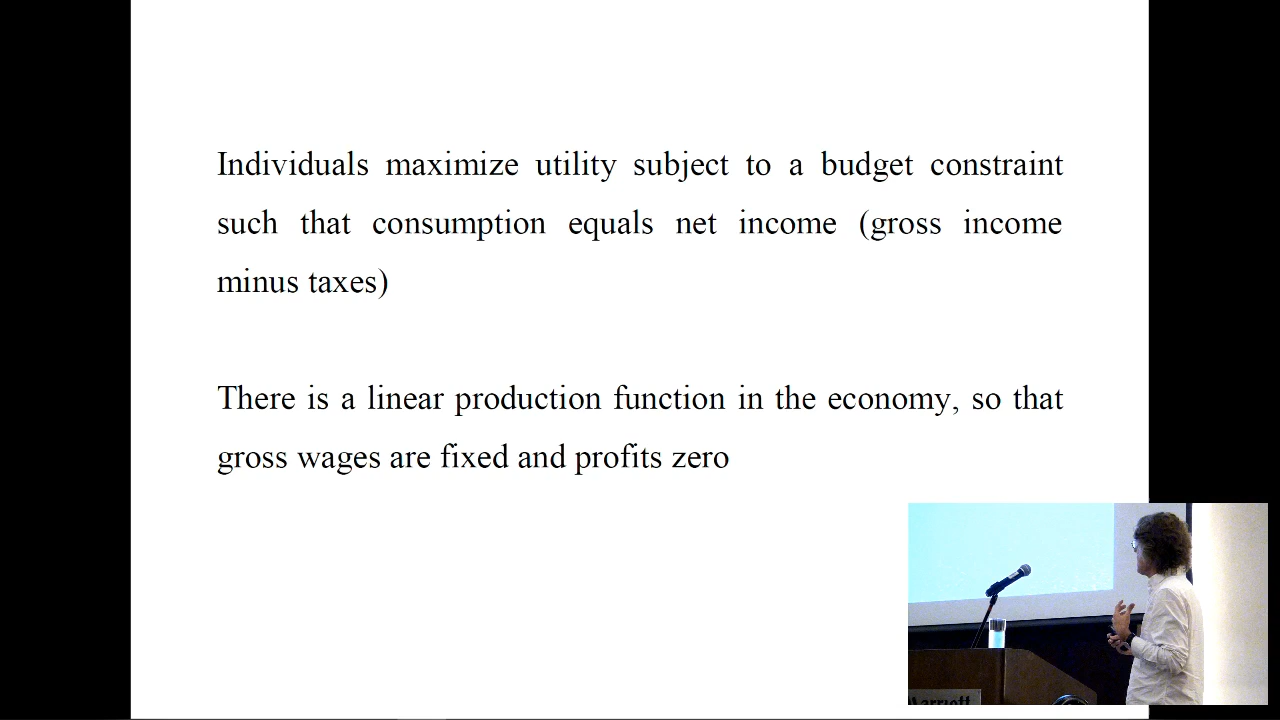 Individuals maximize utility subject to a budget constraint
such that consumption equals net income (gross income
minus taxes)
There is a linear production function in the economy, so that
gross wages are fixed and profits zero
Marriott